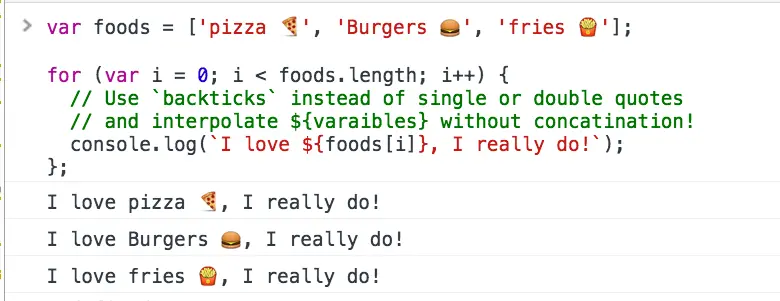 > var foods = ['pizza 🍕', 'Burgers 🍔', 'fries 🍟'];
for (var i = 0; i < foods.length; i++) {
// Use `backticks` instead of single or double quotes
// and interpolate ${varaibles} without concatination!
console.log(`I love ${foods[i]}, I really do!`);
};
I love pizza 🍕, I really do!
I love Burgers 🍔, I really do!
I love fries 🍟, I really do!